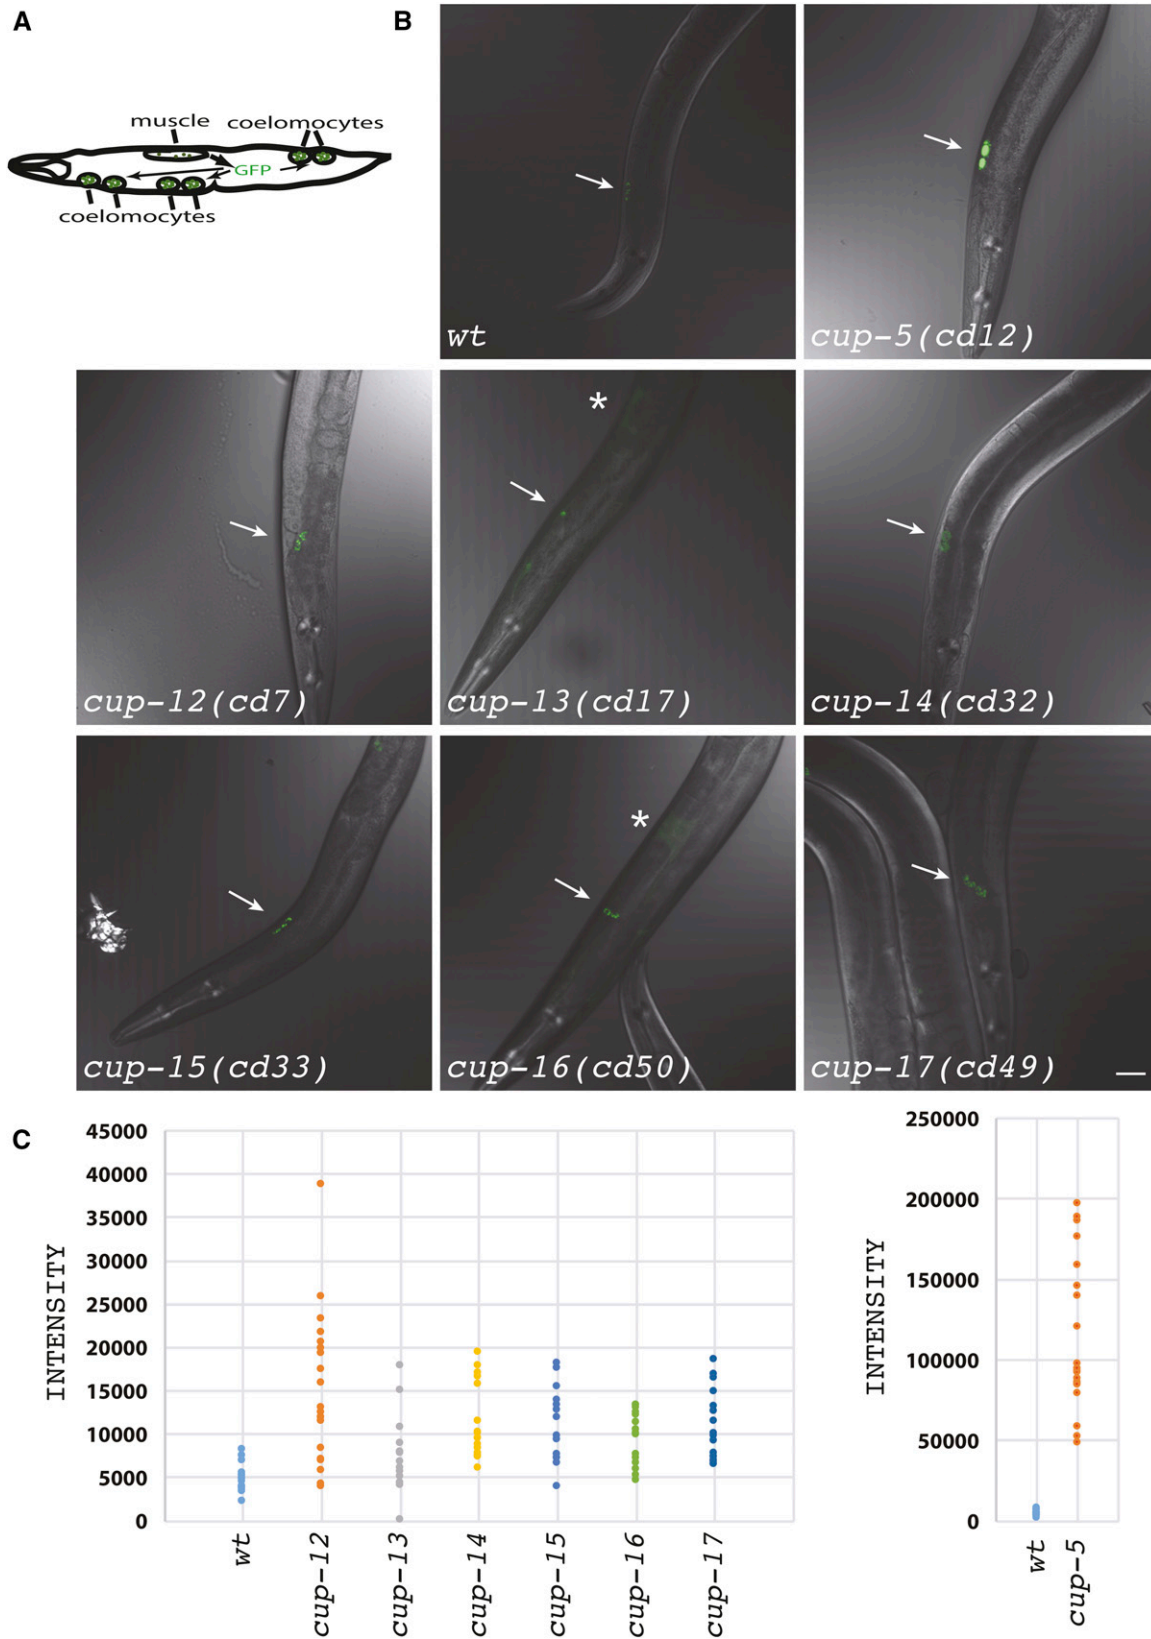 A
B
muscle coelomocytes
GFP
coelomocytes
wt
cup-5(cd12)
cup-12(cd7)
*
cup-13(cd17)
cup-14(cd32)
cup-15(cd33)
*
cup-16(cd50)
cup-17(cd49)
C
INTENSITY
45000
40000
35000
30000
25000
20000
15000
10000
5000
0
wt
cup-12
cup-13
cup-14
cup-15
cup-16
cup-17
INTENSITY
250000
200000
150000
100000
50000
0
wt
cup-5